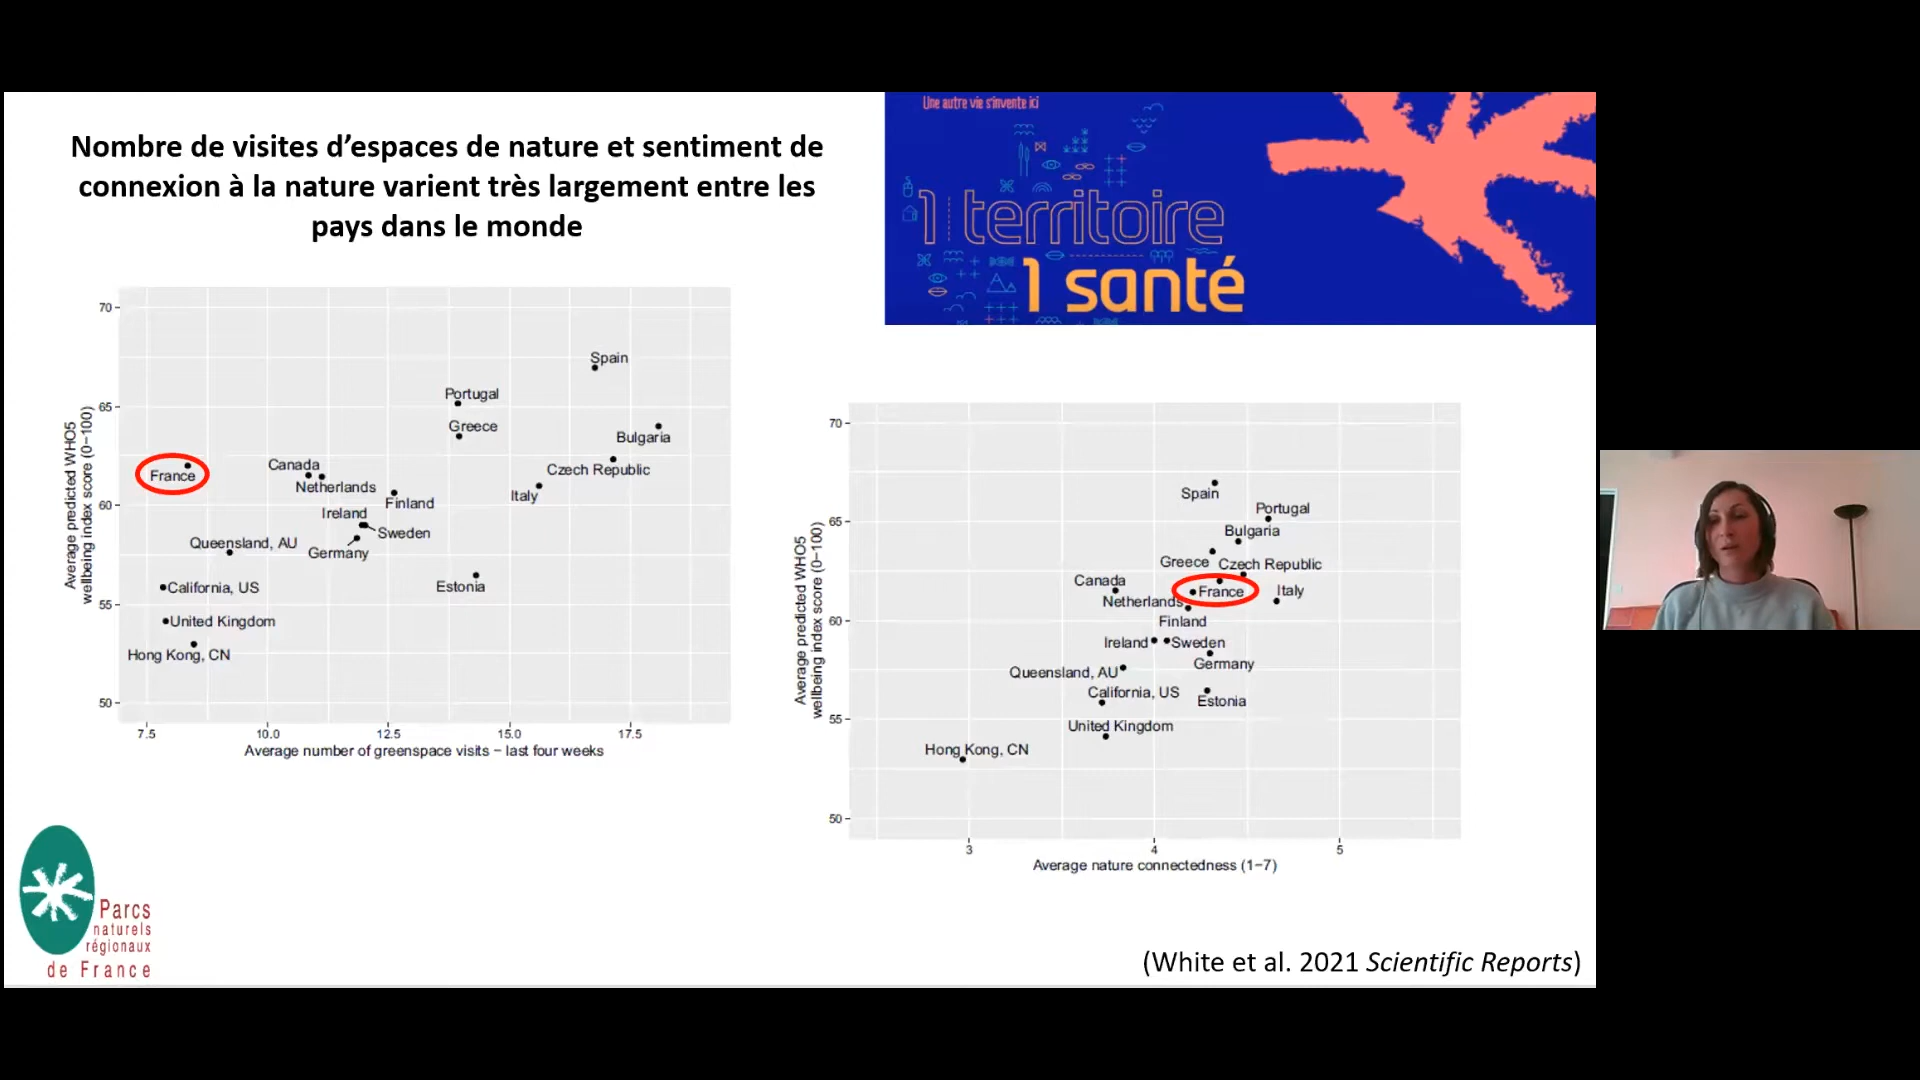 Nombre de visites d’espaces de nature et sentiment de
connexion à la nature varient très largement entre les
pays dans le monde
Une autre vie s'invente ici
1 territoire
1 santé
70
65
60
55
50
Average predicted WHO5
wellbeing index score (0−100)
Spain
Portugal
Greece
Bulgaria
Czech Republic
France
Canada
Netherlands
Italy
Finland
Ireland
Sweden
Queensland, AU
Germany
California, US
Estonia
United Kingdom
Hong Kong, CN
7.5
10.0
12.5
15.0
17.5
Average number of greenspace visits − last four weeks
70
65
60
55
50
Average predicted WHO5
wellbeing index score (0−100)
Spain
Portugal
Bulgaria
Greece
Czech Republic
Canada
France
Italy
Netherlands
Finland
Ireland
Sweden
Germany
Queensland, AU
California, US
Estonia
United Kingdom
Hong Kong, CN
3
4
5
Average nature connectedness (1−7)
Parcs
naturels
régionaux
de France
(White et al. 2021 Scientific Reports)